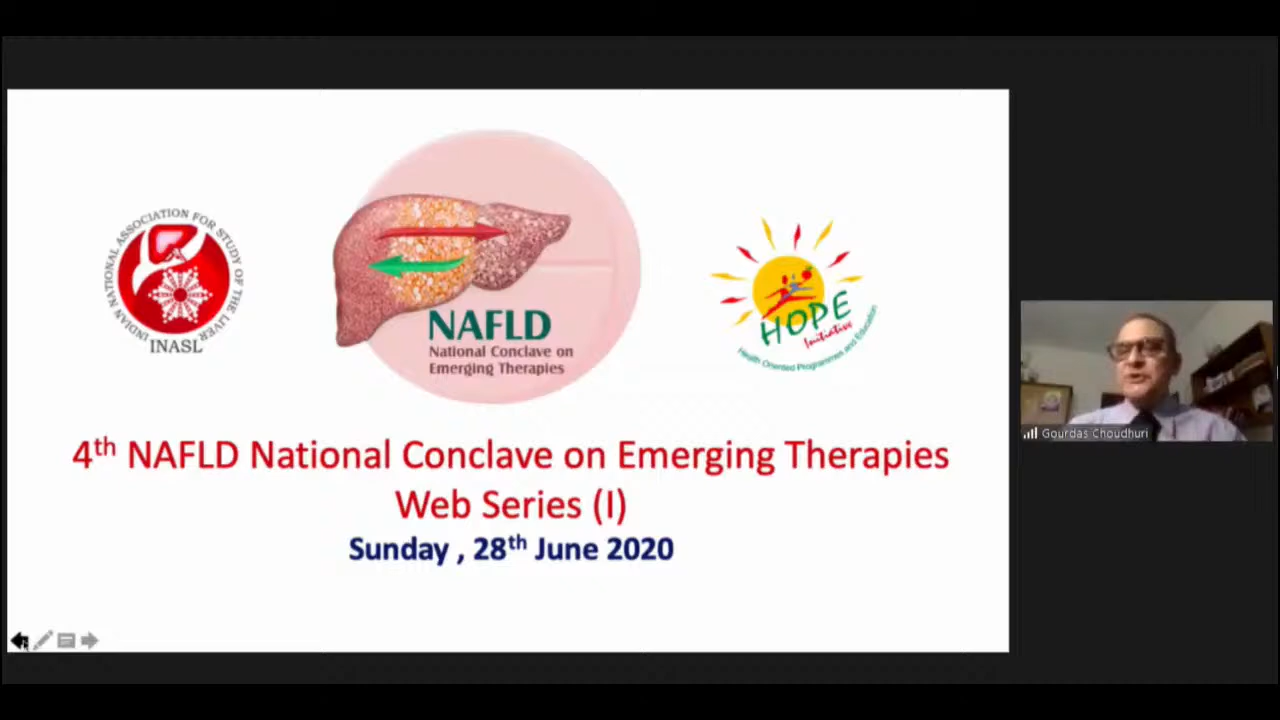 INDIAN NATIONAL ASSOCIATION FOR STUDY OF THE LIVER
INASL
NAFLD
National Conclave on
Emerging Therapies
HOPE
Initiative
Health Oriented Programmes and Education
4th NAFLD National Conclave on Emerging Therapies
Web Series (I)
Sunday , 28th June 2020
Gourdas Choudhuri